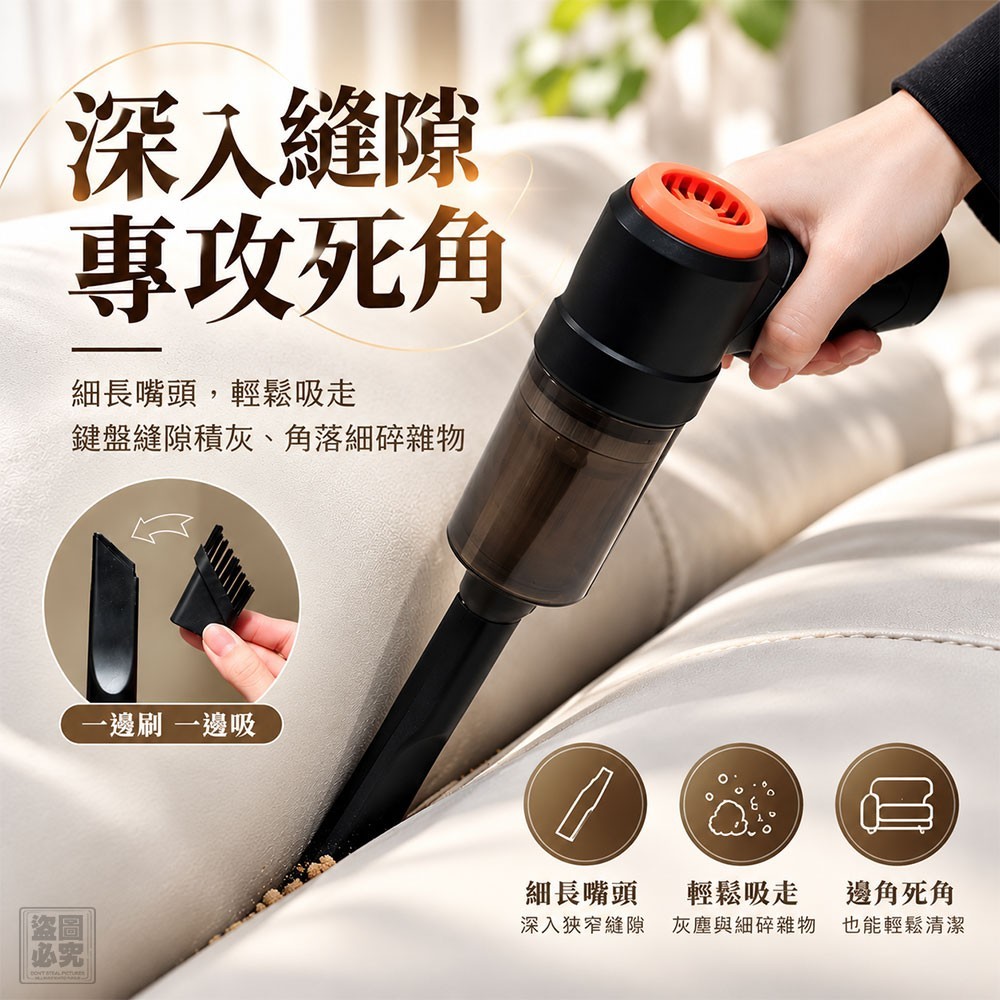 深入縫隙
專攻死角
細長嘴頭，輕鬆吸走
鍵盤縫隙積灰、角落細碎雜物
一邊刷 一邊吸
細長嘴頭
深入狹窄縫隙
輕鬆吸走
灰塵與細碎雜物
邊角死角
也能輕鬆清潔
盜圖
必究
DON'T STEAL PICTURES